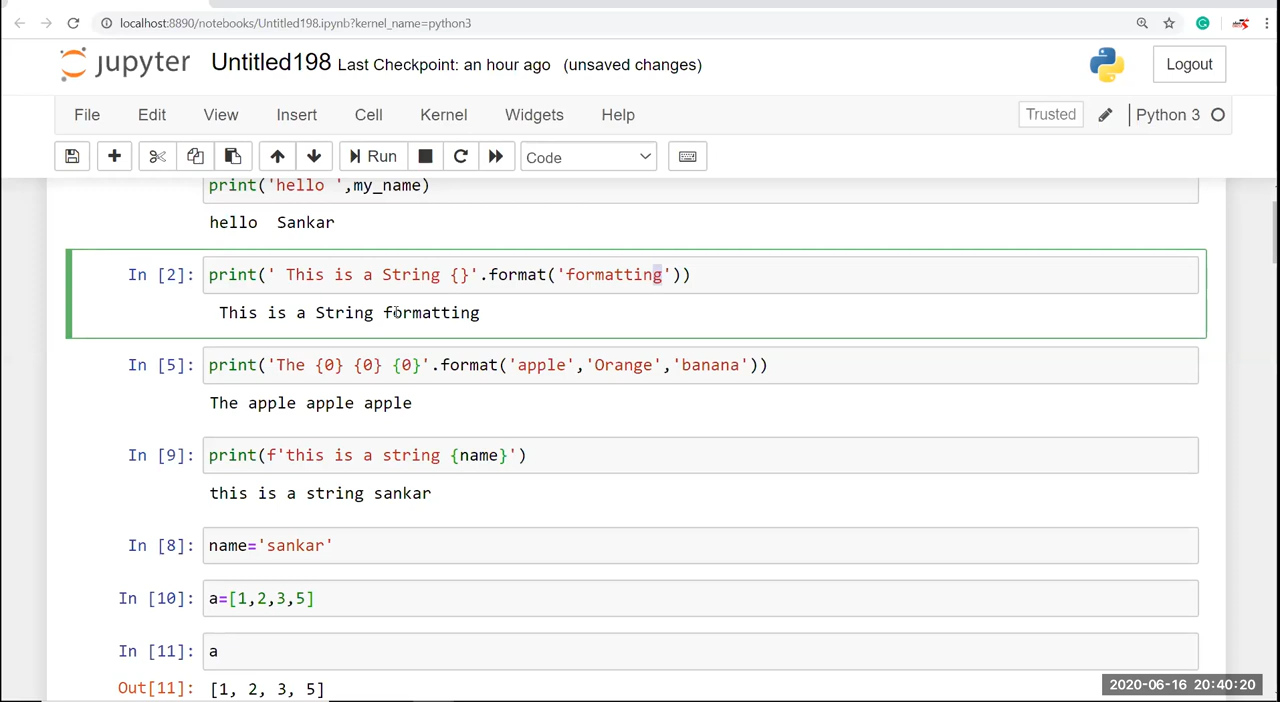 localhost:8890/notebooks/Untitled198.ipynb?kernel_name=python3
jupyter Untitled198 Last Checkpoint: an hour ago (unsaved changes) Logout
File Edit View Insert Cell Kernel Widgets Help Trusted Python 3
Run Code
print('hello ',my_name)
hello  Sankar
In [2]: print(' This is a String {}'.format('formatting'))
 This is a String formatting
In [5]: print('The {0} {0} {0}'.format('apple','Orange','banana'))
The apple apple apple
In [9]: print(f'this is a string {name}')
this is a string sankar
In [8]: name='sankar'
In [10]: a=[1,2,3,5]
In [11]: a
Out[11]: [1, 2, 3, 5]
2020-06-16 20:40:20